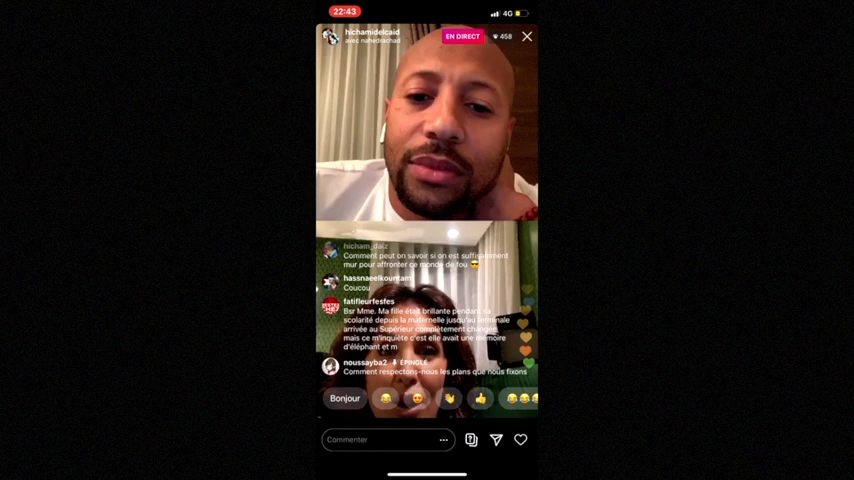 22:43
4G
hichamidelcaid
avec nahedrachad
EN DIRECT
458
hicham_daiz
Comment peut on savoir si on est suffisamment
mur pour affronter ce monde de fou 😎
hassnaeelkountami
Coucou
fatifleurfesfes
Bsr Mme. Ma fille était brillante pendant sa
scolarité depuis la maternelle jusqu'au terminale
arrivée au Supérieur complètement changée,
mais ce m'inquiète c'est elle avait une mémoire
d'éléphant et m
noussayba2 ÉPINGLÉ
Comment respectons-nous les plans que nous fixons
Bonjour 😂 😍 👏 👍 😂😂😂
Commenter